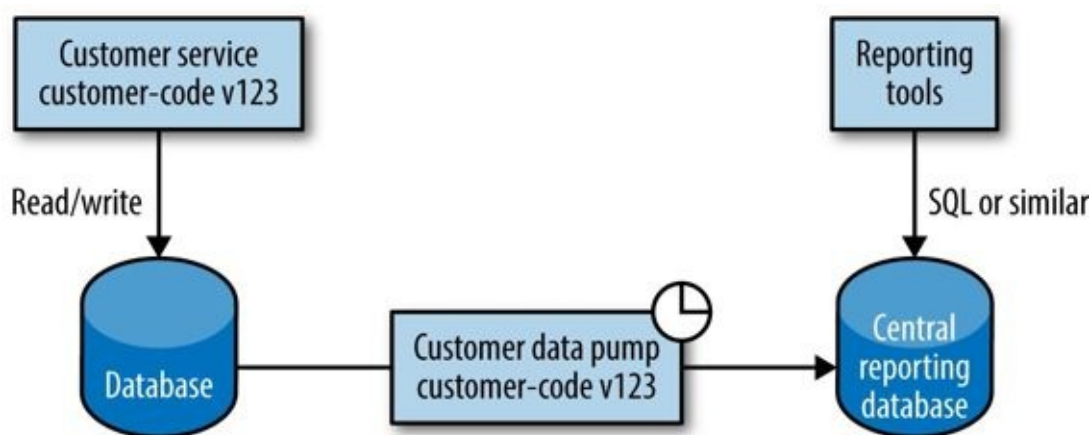 Customer service
customer-code v123
Reporting
tools
Read/write
SQL or similar
Database
Customer data pump
customer-code v123
Central
reporting
database